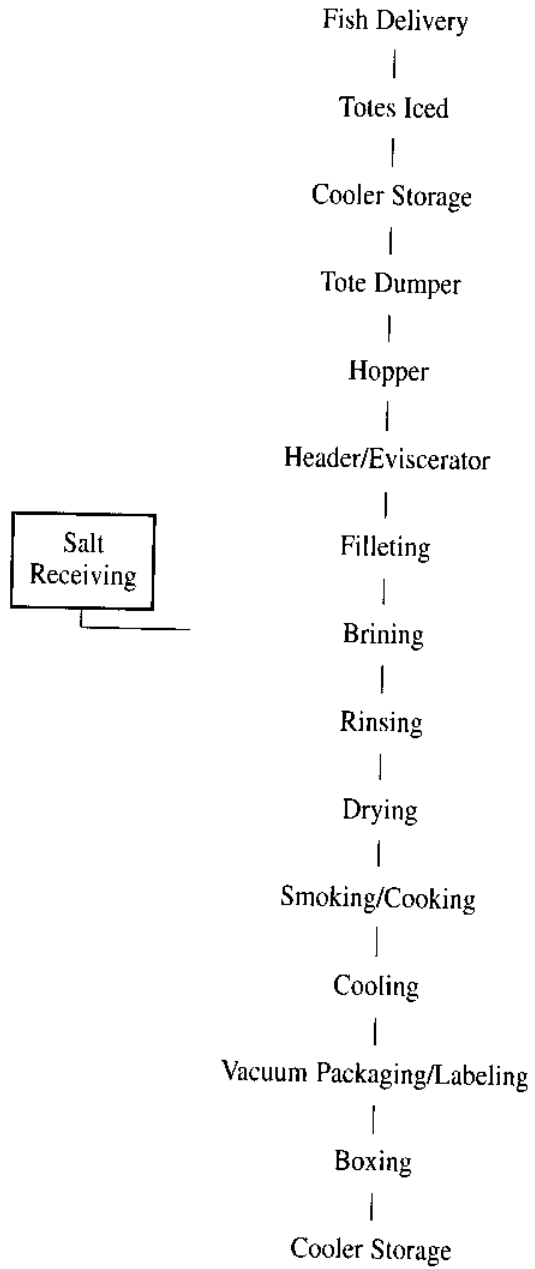 Fish Delivery
Totes Iced
Cooler Storage
Tote Dumper
Hopper
Header/Eviscerator
Salt
Receiving
Filleting
Brining
Rinsing
Drying
Smoking/Cooking
Cooling
Vacuum Packaging/Labeling
Boxing
Cooler Storage